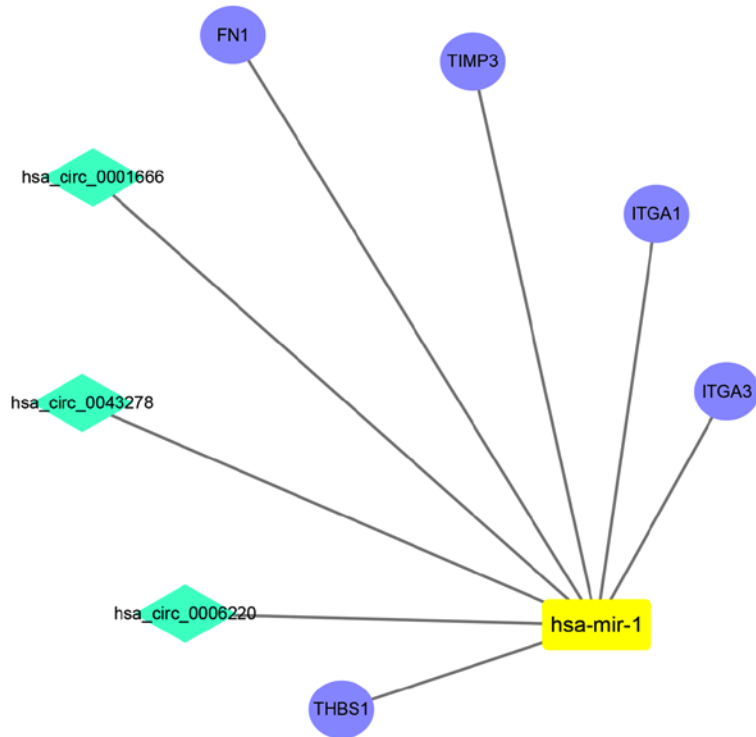 FN1
TIMP3
hsa_circ_0001666
ITGA1
ITGA3
hsa_circ_0043278
hsa_circ_0006220
hsa-mir-1
THBS1